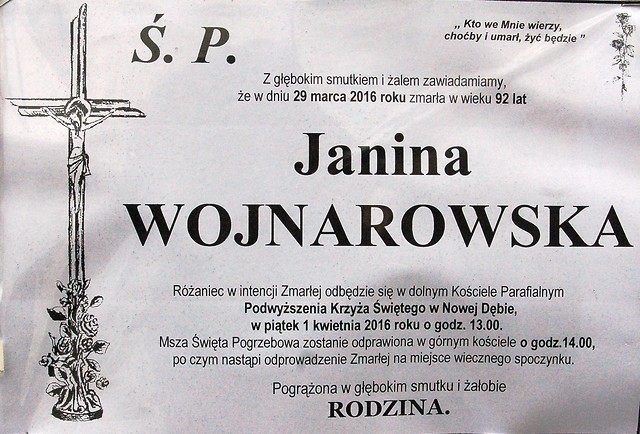 Ś. P.
„ Kto we Mnie wierzy,
choćby i umarł, żyć będzie ”
Z głębokim smutkiem i żalem zawiadamiamy,
że w dniu 29 marca 2016 roku zmarła w wieku 92 lat
Janina
WOJNAROWSKA
Różaniec w intencji Zmarłej odbędzie się w dolnym Kościele Parafialnym
Podwyższenia Krzyża Świętego w Nowej Dębie,
w piątek 1 kwietnia 2016 roku o godz. 13.00.
Msza Święta Pogrzebowa zostanie odprawiona w górnym kościele o godz.14.00,
po czym nastąpi odprowadzenie Zmarłej na miejsce wiecznego spoczynku.
Pogrążona w głębokim smutku i żałobie
RODZINA.